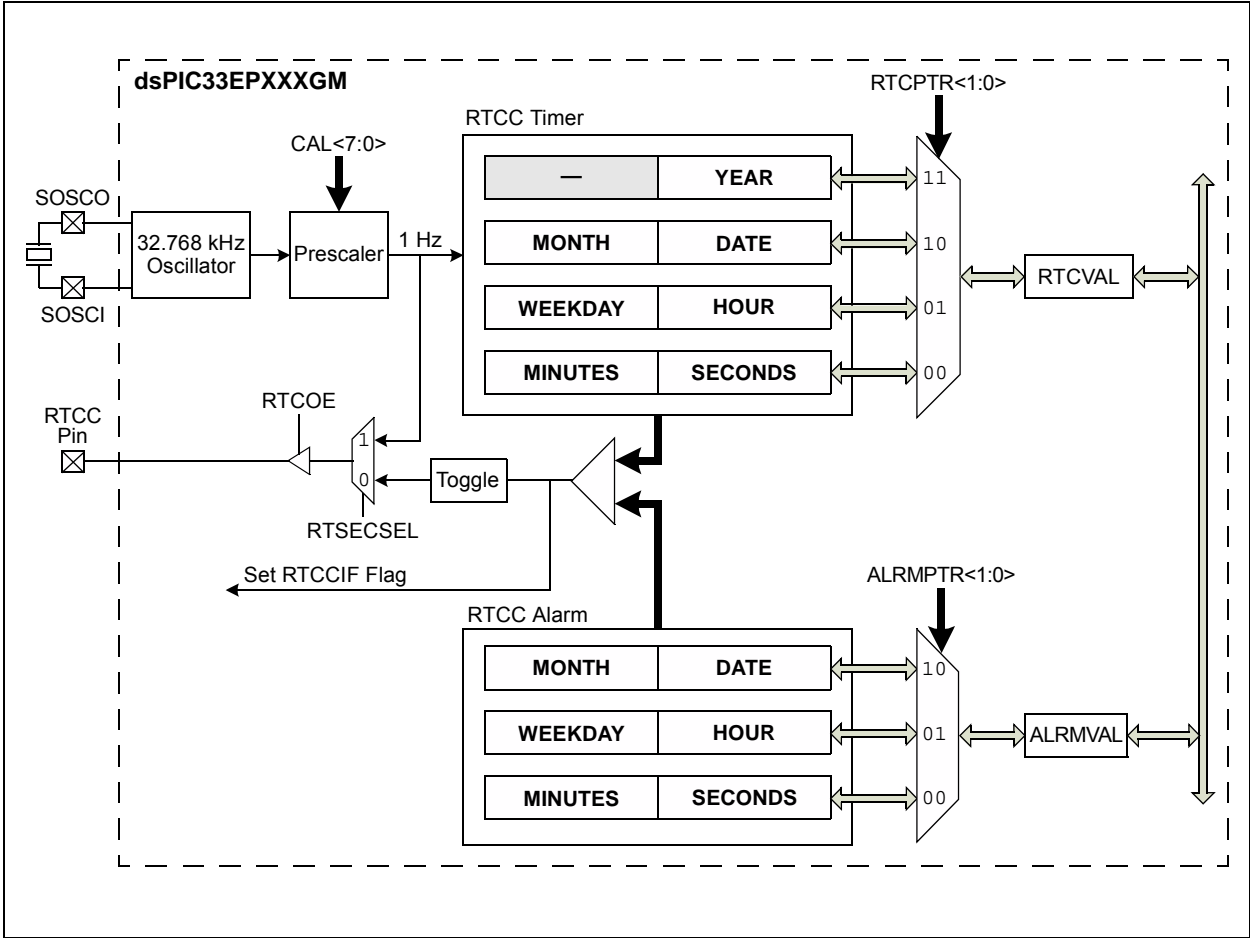 dsPIC33EPXXXGM
RTCPTR<1:0>
RTCC Timer
CAL<7:0>
— YEAR 11
SOSCO
32.768 kHz
Oscillator
Prescaler
1 Hz
MONTH DATE 10
RTCVAL
SOSCI
WEEKDAY HOUR 01
MINUTES SECONDS 00
RTCOE
RTCC
Pin
1
0
Toggle
RTSECSEL
Set RTCCIF Flag
ALRMPTR<1:0>
RTCC Alarm
MONTH DATE 10
WEEKDAY HOUR 01
ALRMVAL
MINUTES SECONDS 00